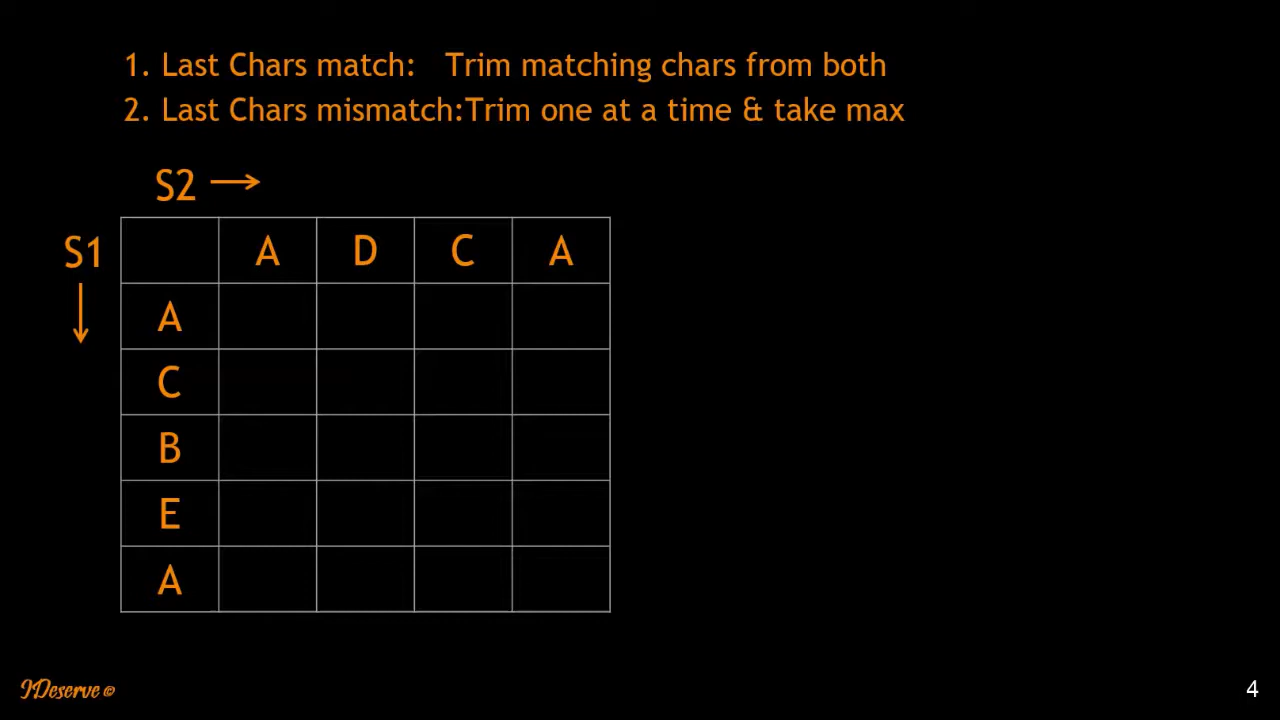 1. Last Chars match: Trim matching chars from both
2. Last Chars mismatch:Trim one at a time & take max
S2
S1
A D C A
A
C
B
E
A
IDeserve ©
4